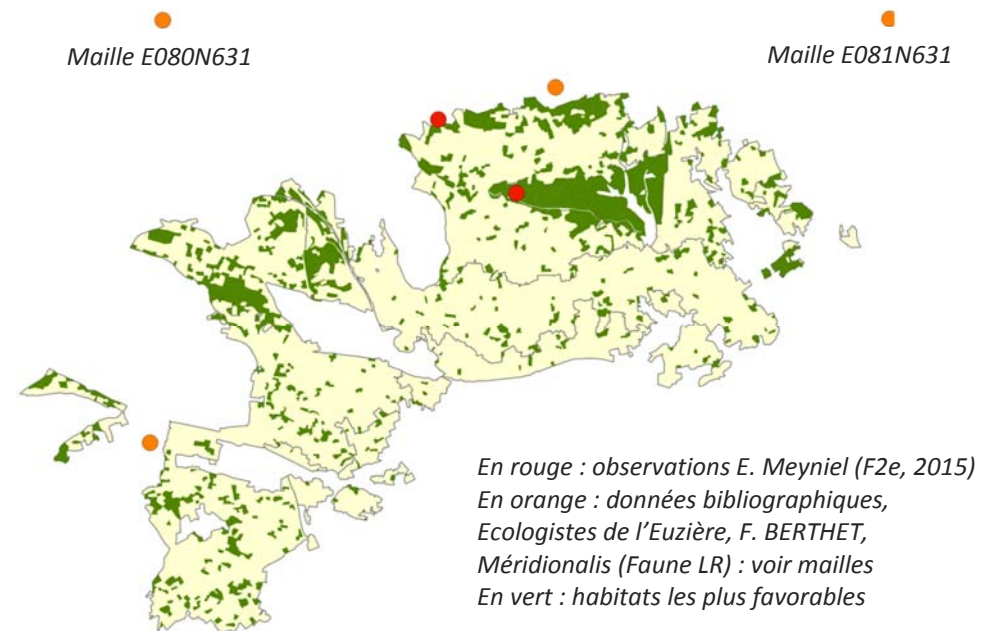 Maille E080N631
Maille E081N631
En rouge : observations E. Meyniel (F2e, 2015)
En orange : données bibliographiques,
Ecologistes de l’Euzière, F. BERTHET,
Méridionalis (Faune LR) : voir mailles
En vert : habitats les plus favorables